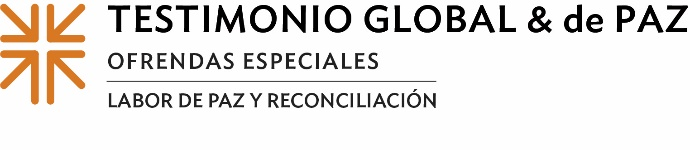 TESTIMONIO GLOBAL & de PAZ
OFRENDAS ESPECIALES
LABOR DE PAZ Y RECONCILIACIÓN